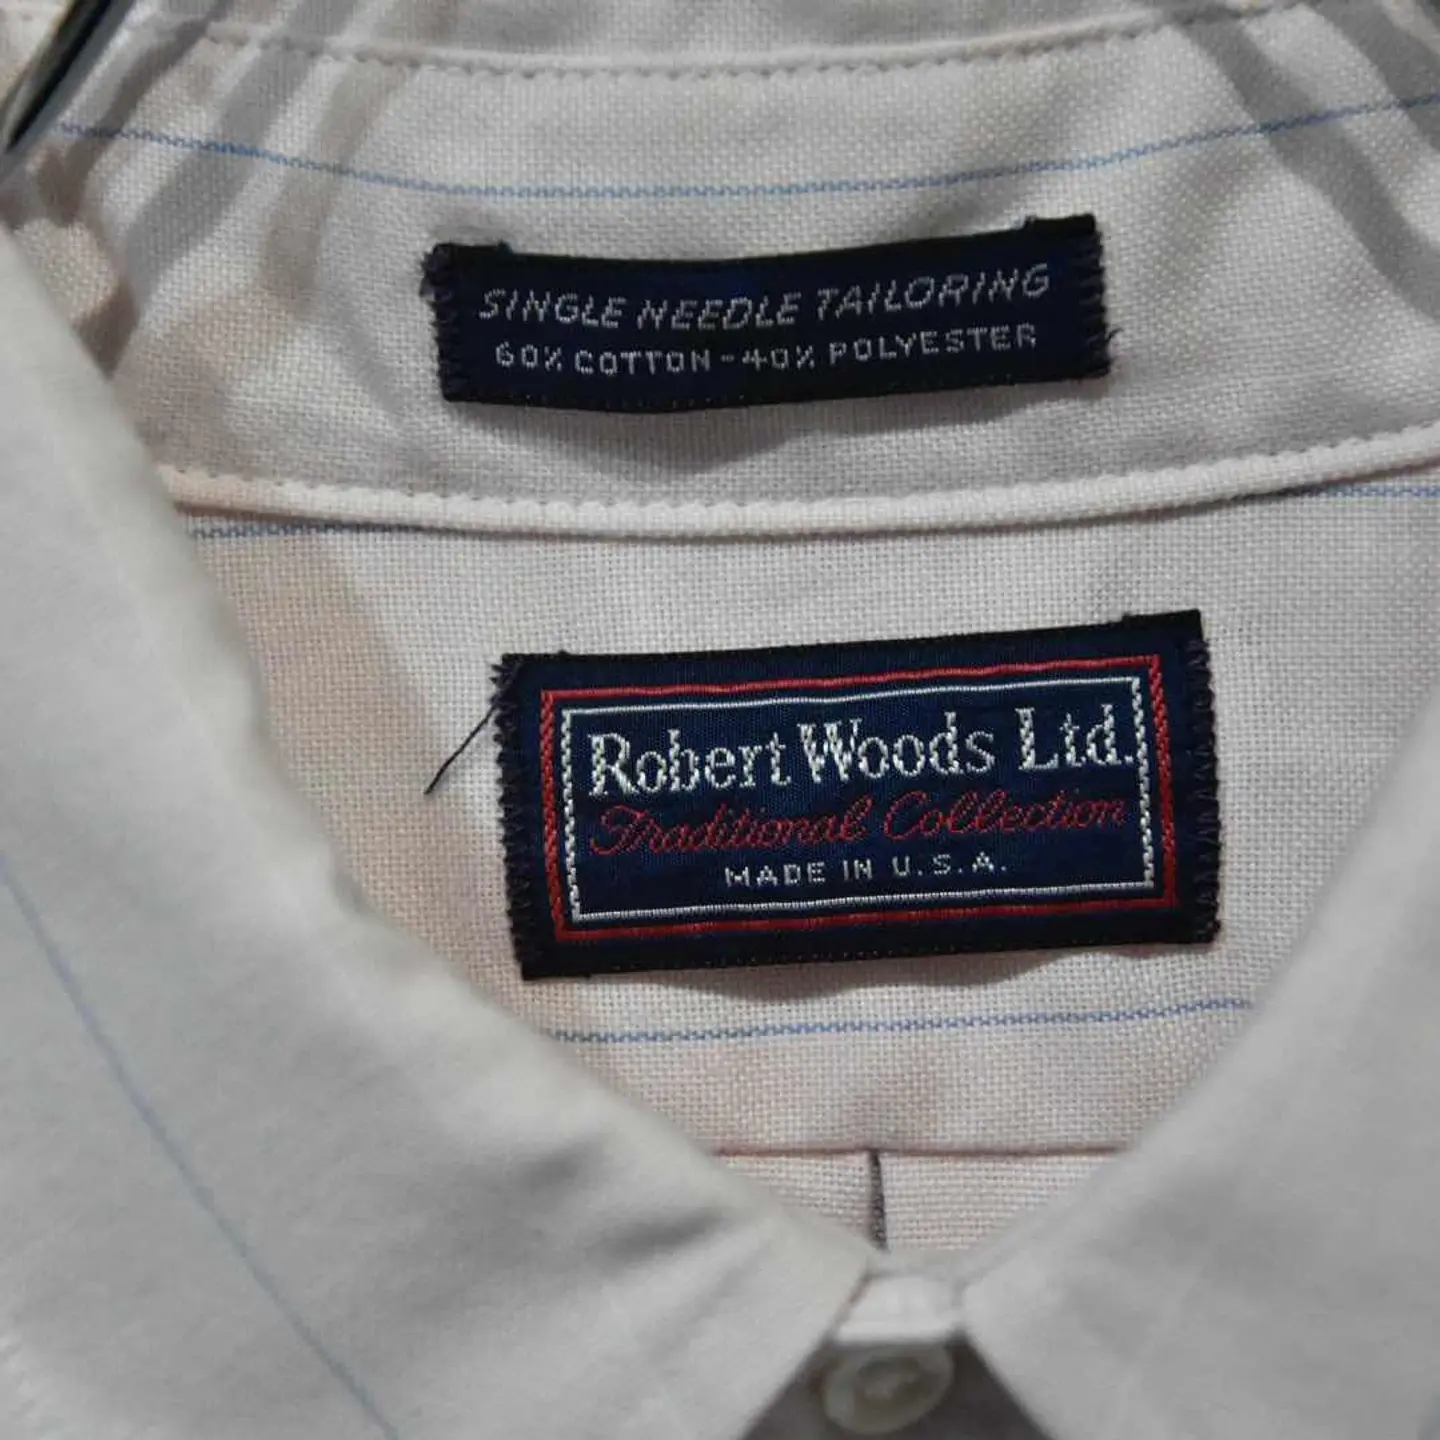 SINGLE NEEDLE TAILORING
60% COTTON - 40% POLYESTER
Robert Woods Ltd.
Traditional Collection
MADE IN U.S.A.